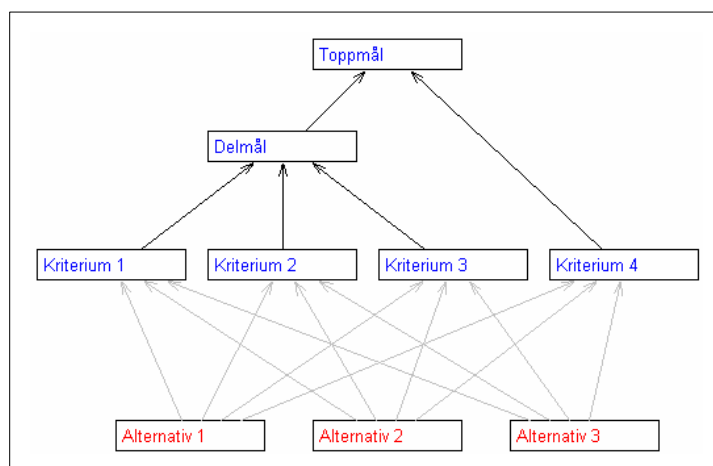 Toppmål
Delmål
Kriterium 1
Kriterium 2
Kriterium 3
Kriterium 4
Alternativ 1
Alternativ 2
Alternativ 3